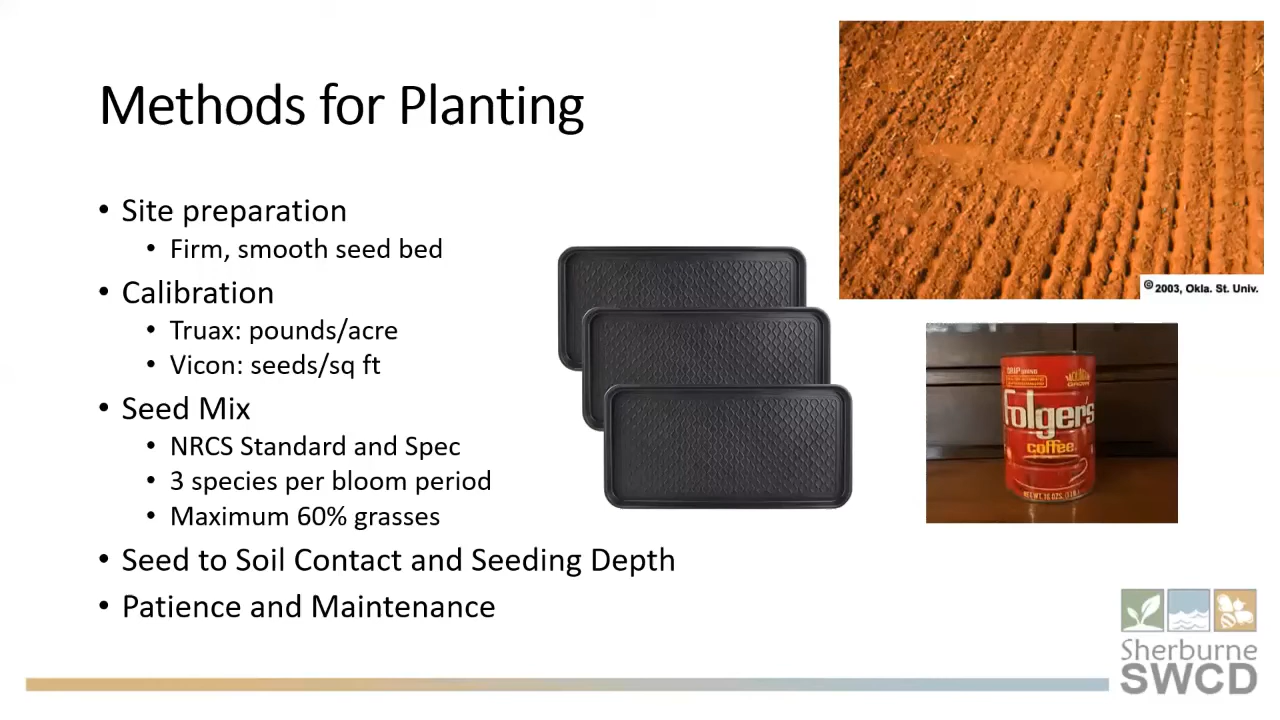 Methods for Planting
• Site preparation
• Firm, smooth seed bed
• Calibration
• Truax: pounds/acre
• Vicon: seeds/sq ft
• Seed Mix
• NRCS Standard and Spec
• 3 species per bloom period
• Maximum 60% grasses
• Seed to Soil Contact and Seeding Depth
• Patience and Maintenance
© 2003, Okla. St. Univ.
Folger's
coffee
Sherburne
SWCD